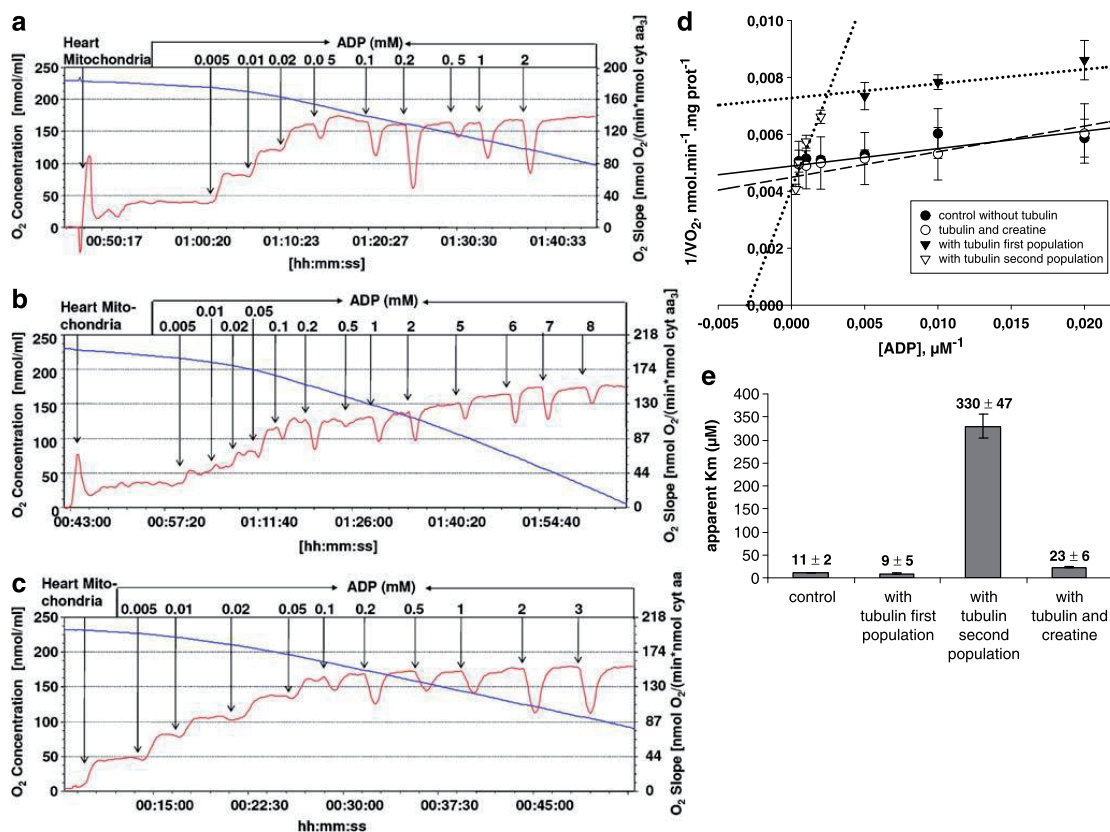 a
Heart
Mitochondria
ADP (mM)
0.005 0.01 0.02 0.0 5 0.1 0.2 0.5 1 2
250
200
150
100
50
0
O2 Concentration [nmol/ml]
200
160
120
80
40
0
O2 Slope [nmol O2/(min*nmol cyt aa3]
00:50:17 01:00:20 01:10:23 01:20:27 01:30:30 01:40:33
[hh:mm:ss]
b
Heart Mito-
chondria
ADP (mM)
0.005 0.01 0.02 0.05 0.1 0.2 0.5 1 2 5 6 7 8
250
200
150
100
50
0
O2 Concentration [nmol/ml]
218
174
130
87
44
0
O2 Slope [nmol O2/(min*nmol cyt aa3]
00:43:00 00:57:20 01:11:40 01:26:00 01:40:20 01:54:40
[hh:mm:ss]
c
Heart Mito-
chondria
ADP (mM)
0.005 0.01 0.02 0.05 0.1 0.2 0.5 1 2 3
250
200
150
100
50
0
O2 Concentration [nmol/ml]
218
174
130
87
44
0
O2 Slope [nmol O2/(min*nmol cyt aa
00:15:00 00:22:30 00:30:00 00:37:30 00:45:00
hh:mm:ss
d
0,010
0,008
0,006
0,004
0,002
0,000
1/VO2, nmol.min-1.mg prot-1
control without tubulin
tubulin and creatine
with tubulin first population
with tubulin second population
-0,005 0,000 0,005 0,010 0,015 0,020
[ADP], µM-1
e
400
350
300
250
200
150
100
50
0
apparent Km (µM)
11 ± 2
9 ± 5
330 ± 47
23 ± 6
control
with
tubulin first
population
with
tubulin
second
population
with
tubulin and
creatine